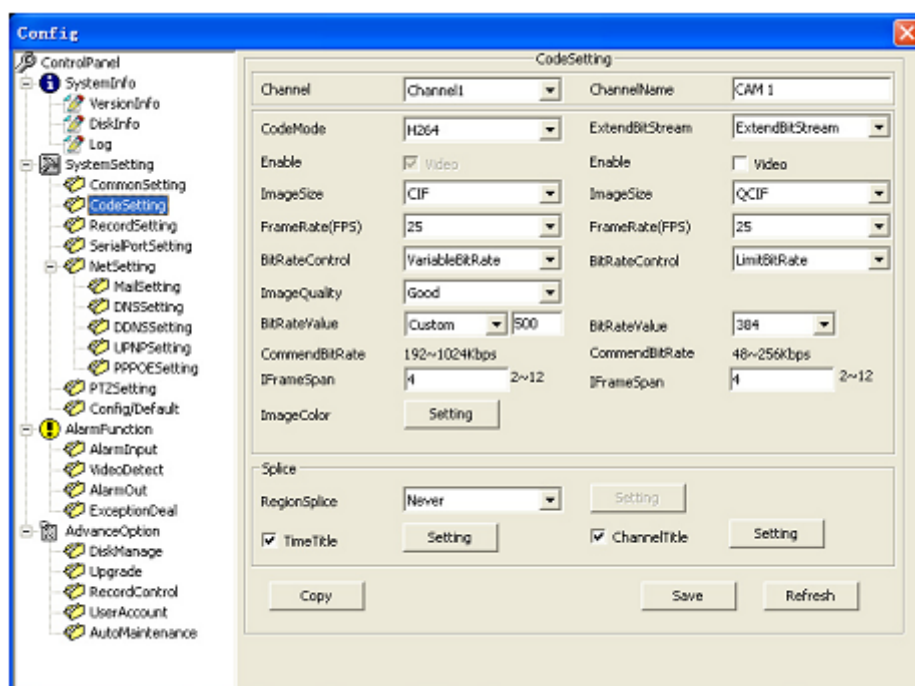 Config
ControlPanel
SystemInfo
VersionInfo
DiskInfo
Log
SystemSetting
CommonSetting
CodeSetting
RecordSetting
SerialPortSetting
NetSetting
MailSetting
DNSSetting
DDNSSetting
UPNPSetting
PPPOESetting
PTZSetting
Config/Default
AlarmFunction
AlarmInput
VideoDetect
AlarmOut
ExceptionDeal
AdvanceOption
DiskManage
Upgrade
RecordControl
UserAccount
AutoMaintenance
CodeSetting
Channel Channel1 ChannelName CAM 1
CodeMode H264 ExtendBitStream ExtendBitStream
Enable Video Enable Video
ImageSize CIF ImageSize QCIF
FrameRate(FPS) 25 FrameRate(FPS) 25
BitRateControl VariableBitRate BitRateControl LimitBitRate
ImageQuality Good
BitRateValue Custom 500 BitRateValue 384
CommendBitRate 192~1024Kbps CommendBitRate 48~256Kbps
IFrameSpan 4 2~12 IFrameSpan 4 2~12
ImageColor Setting
Splice
RegionSplice Never Setting
TimeTitle Setting ChannelTitle Setting
Copy Save Refresh